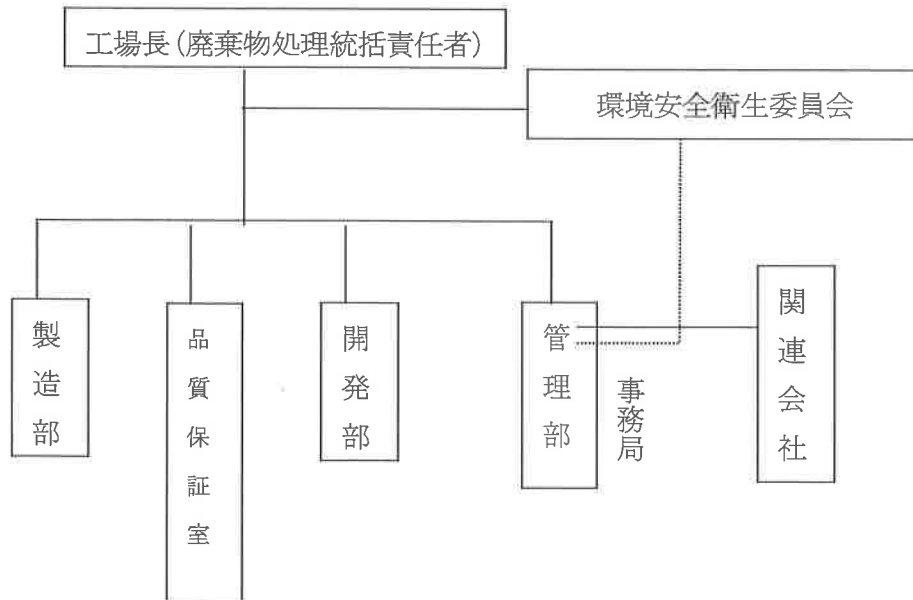 工場長(廃棄物処理統括責任者)
環境安全衛生委員会
製造部
品質保証室
開発部
管理部
事務局
関連会社